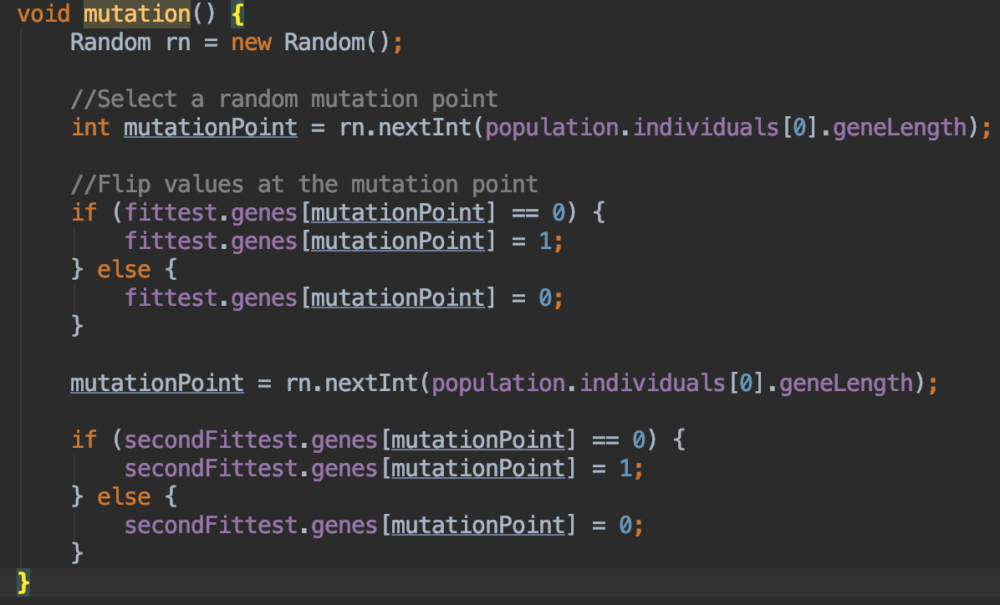 void mutation() {
    Random rn = new Random();

    //Select a random mutation point
    int mutationPoint = rn.nextInt(population.individuals[0].geneLength);

    //Flip values at the mutation point
    if (fittest.genes[mutationPoint] == 0) {
        fittest.genes[mutationPoint] = 1;
    } else {
        fittest.genes[mutationPoint] = 0;
    }

    mutationPoint = rn.nextInt(population.individuals[0].geneLength);

    if (secondFittest.genes[mutationPoint] == 0) {
        secondFittest.genes[mutationPoint] = 1;
    } else {
        secondFittest.genes[mutationPoint] = 0;
    }
}